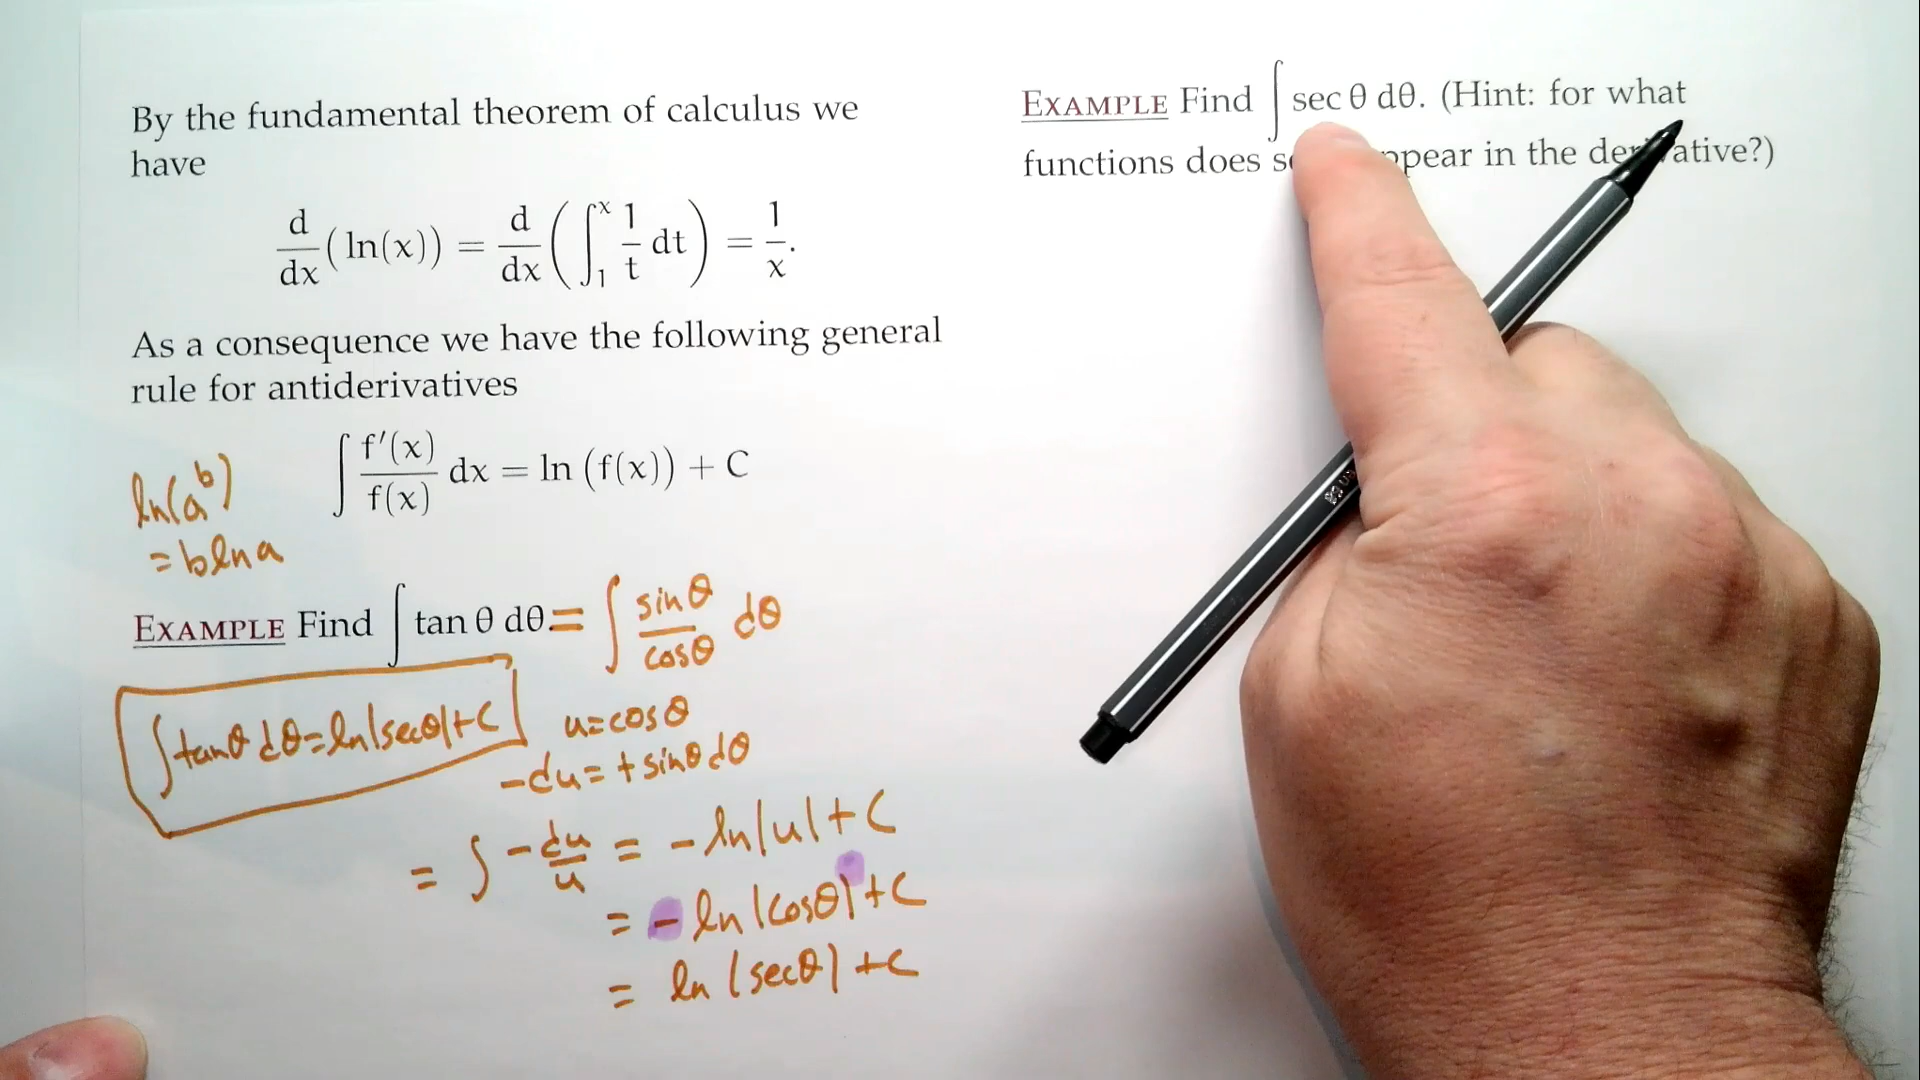 By the fundamental theorem of calculus we
have
d/dx (ln(x)) = d/dx (∫₁ˣ 1/t dt) = 1/x.
As a consequence we have the following general
rule for antiderivatives
∫ f′(x)/f(x) dx = ln (f(x)) + C
ln(a^b)
= b ln a
EXAMPLE Find ∫ tan θ dθ. = ∫ sinθ/cosθ dθ
∫tanθ dθ = ln|secθ| + C
u = cosθ
-du = + sinθ dθ
= ∫ -du/u = -ln|u| + C
= -ln|cosθ| + C
= ln|secθ| + C
EXAMPLE Find ∫ sec θ dθ. (Hint: for what
functions does in the derivative?)